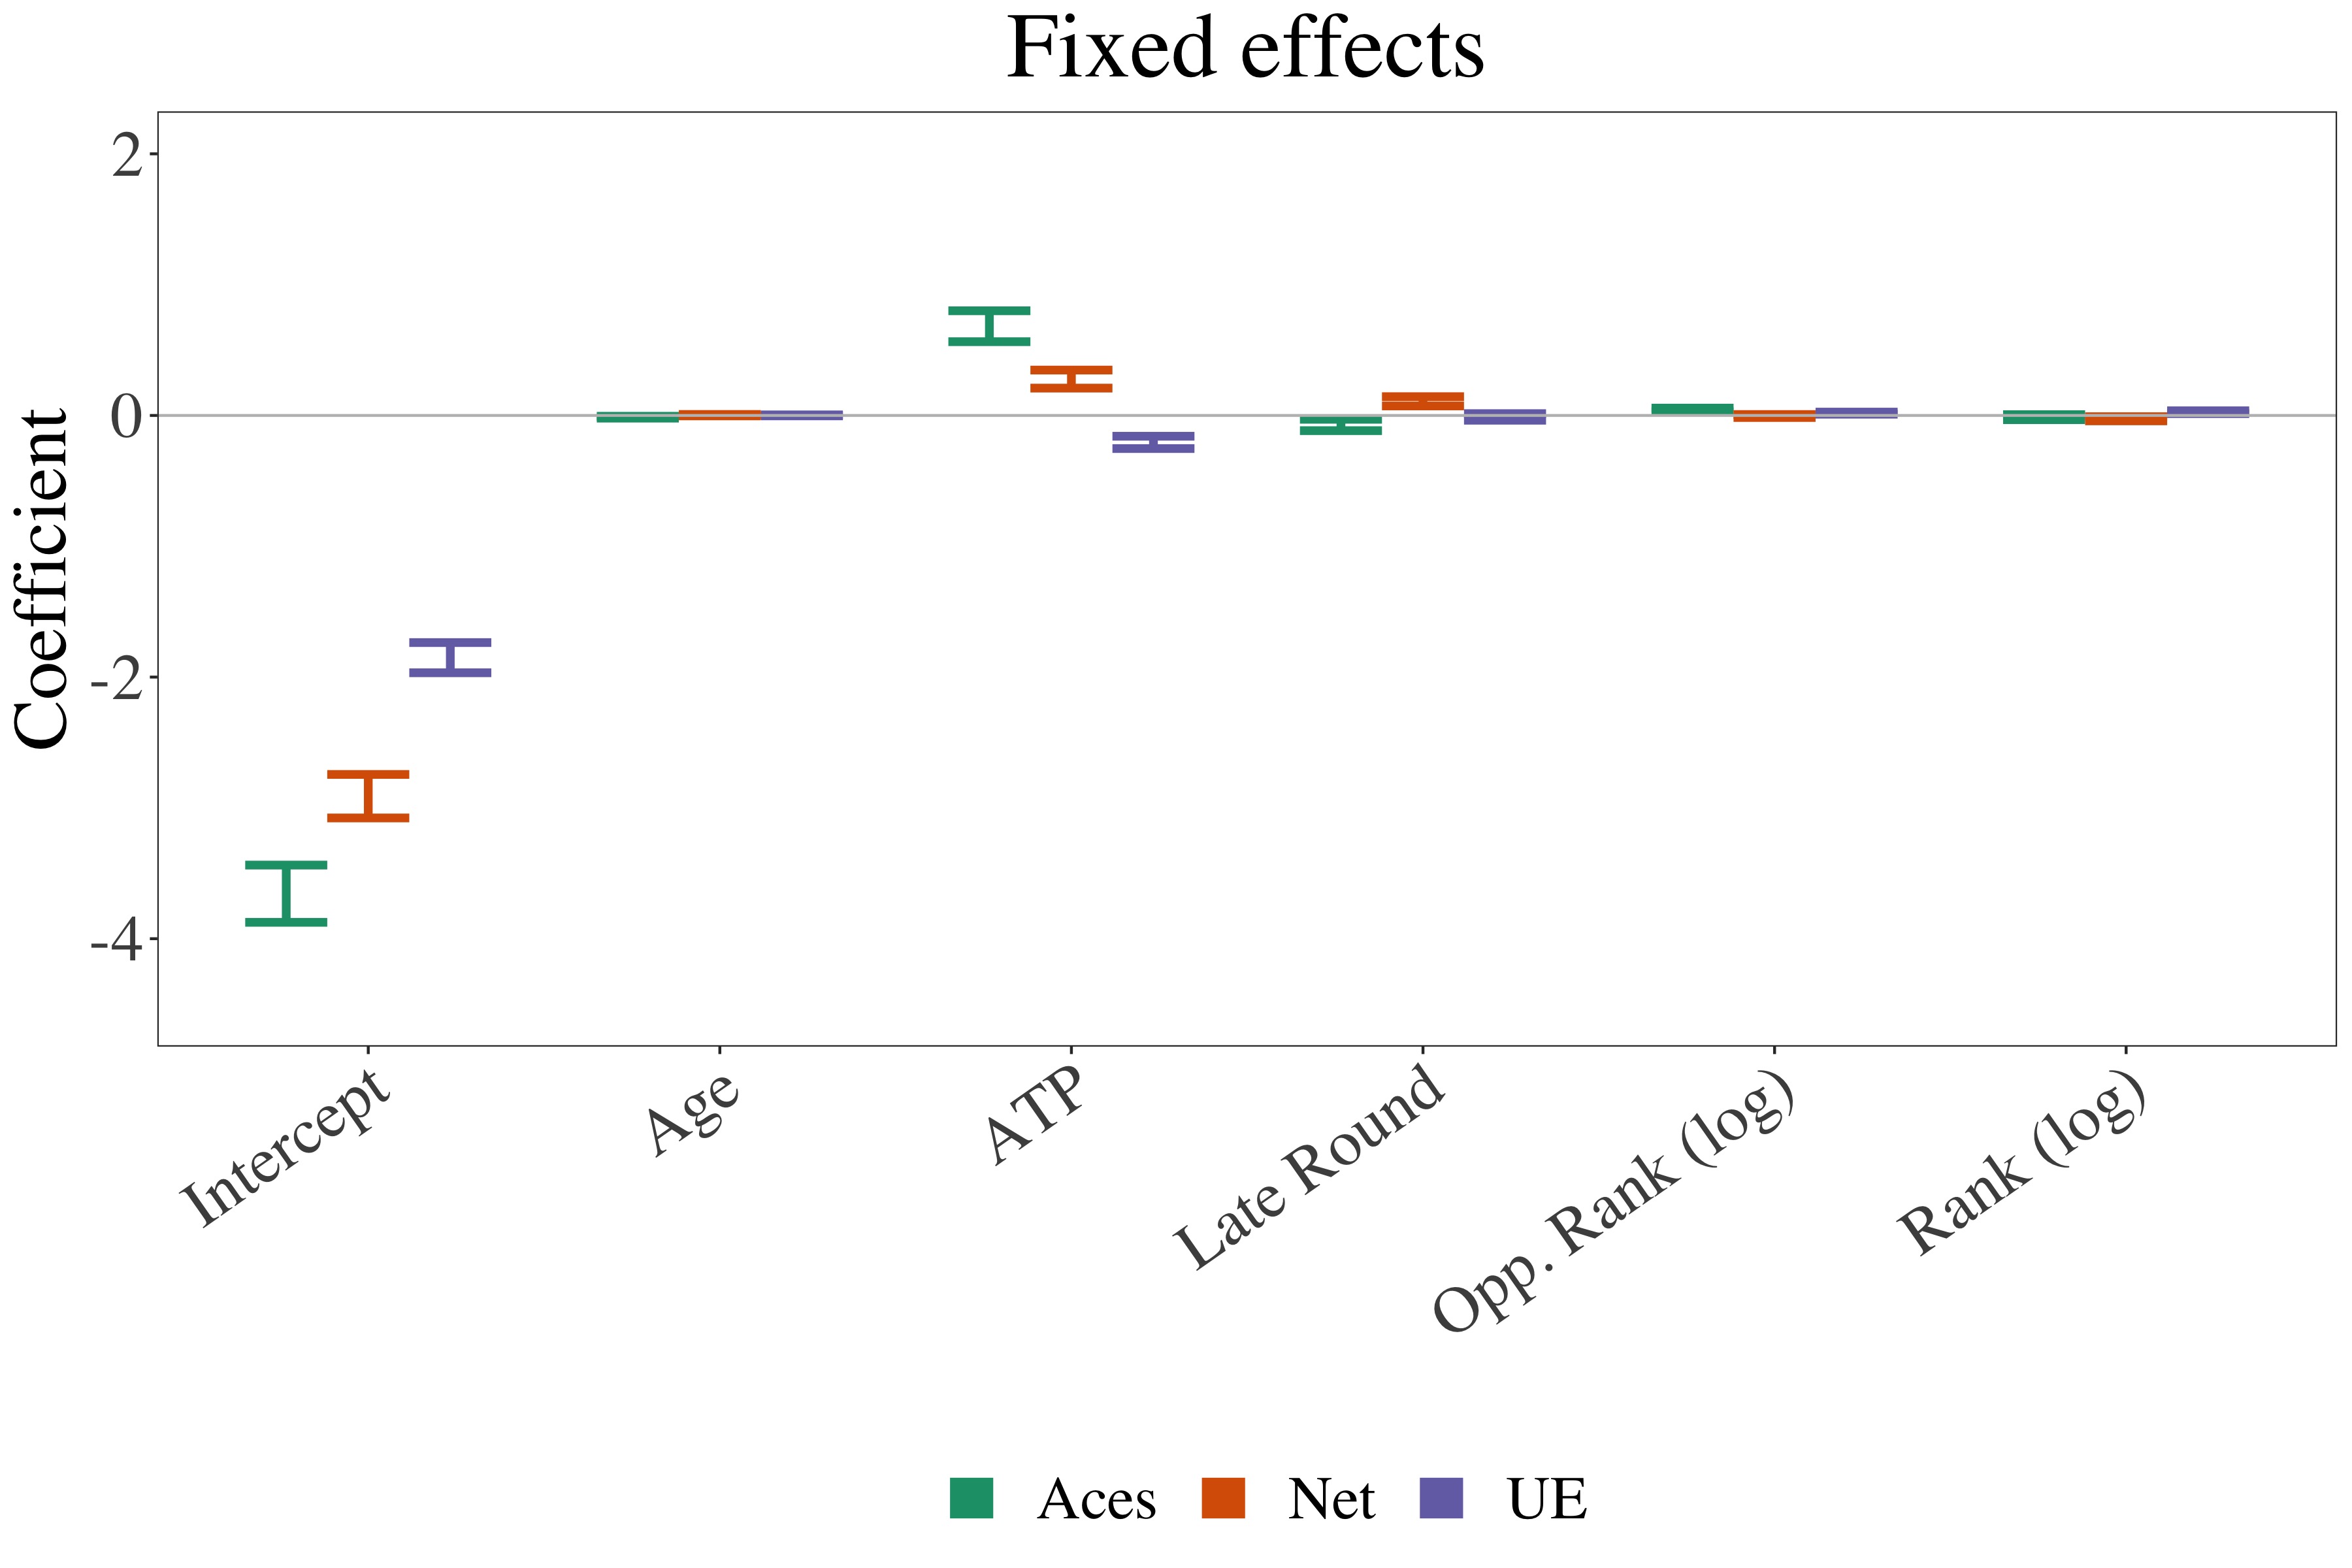 Fixed effects
Coefficient
2
0
-2
-4
Intercept
Age
ATP
Late Round
Opp. Rank (log)
Rank (log)
Aces Net UE